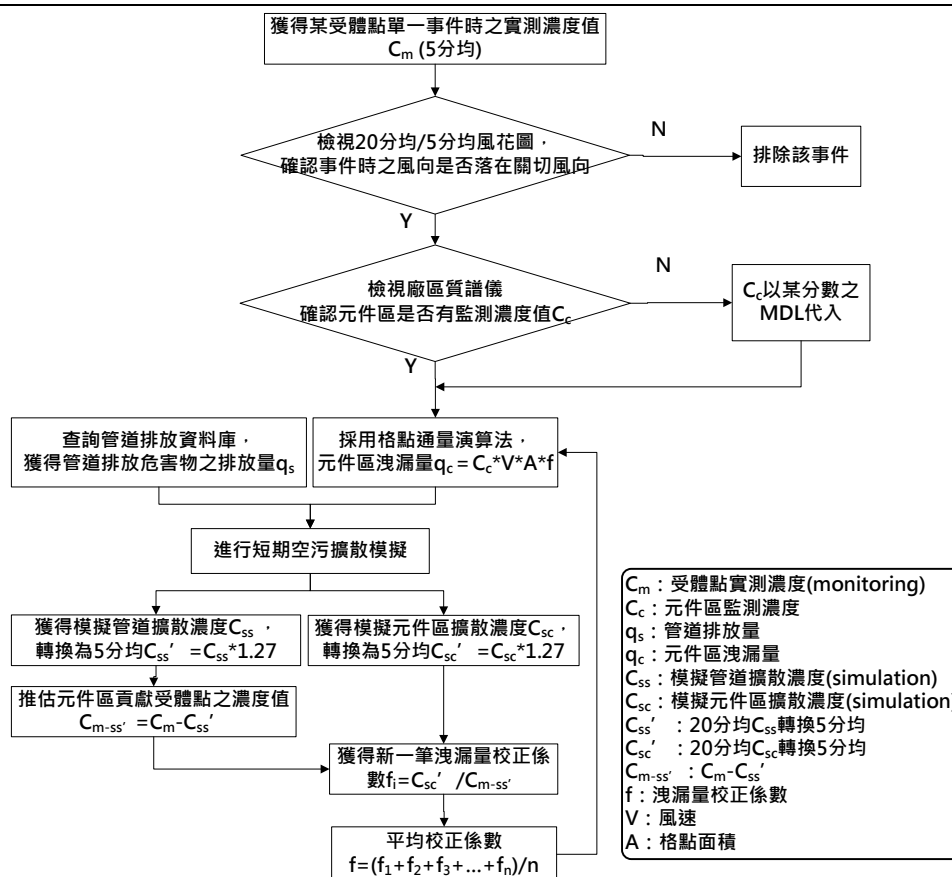 獲得某受體點單一事件時之實測濃度值
Cm (5分均)
檢視20分均/5分均風花圖，
確認事件時之風向是否落在關切風向
N
排除該事件
Y
檢視廠區質譜儀
確認元件區是否有監測濃度值Cc
N
Cc以某分數之
MDL代入
Y
查詢管道排放資料庫，
獲得管道排放危害物之排放量qs
採用格點通量演算法，
元件區洩漏量qc = Cc*V*A*f
進行短期空污擴散模擬
獲得模擬管道擴散濃度Css，
轉換為5分均Css' =Css*1.27
獲得模擬元件區擴散濃度Csc，
轉換為5分均Csc' =Csc*1.27
推估元件區貢獻受體點之濃度值
Cm-ss' =Cm-Css'
獲得新一筆洩漏量校正係
數fi=Csc' /Cm-ss'
平均校正係數
f=(f1+f2+f3+...+fn)/n
Cm：受體點實測濃度(monitoring)
Cc：元件區監測濃度
qs：管道排放量
qc：元件區洩漏量
Css：模擬管道擴散濃度(simulation)
Csc：模擬元件區擴散濃度(simulation)
Css' ：20分均Css轉換5分均
Csc' ：20分均Csc轉換5分均
Cm-ss' ：Cm-Css'
f：洩漏量校正係數
V：風速
A：格點面積